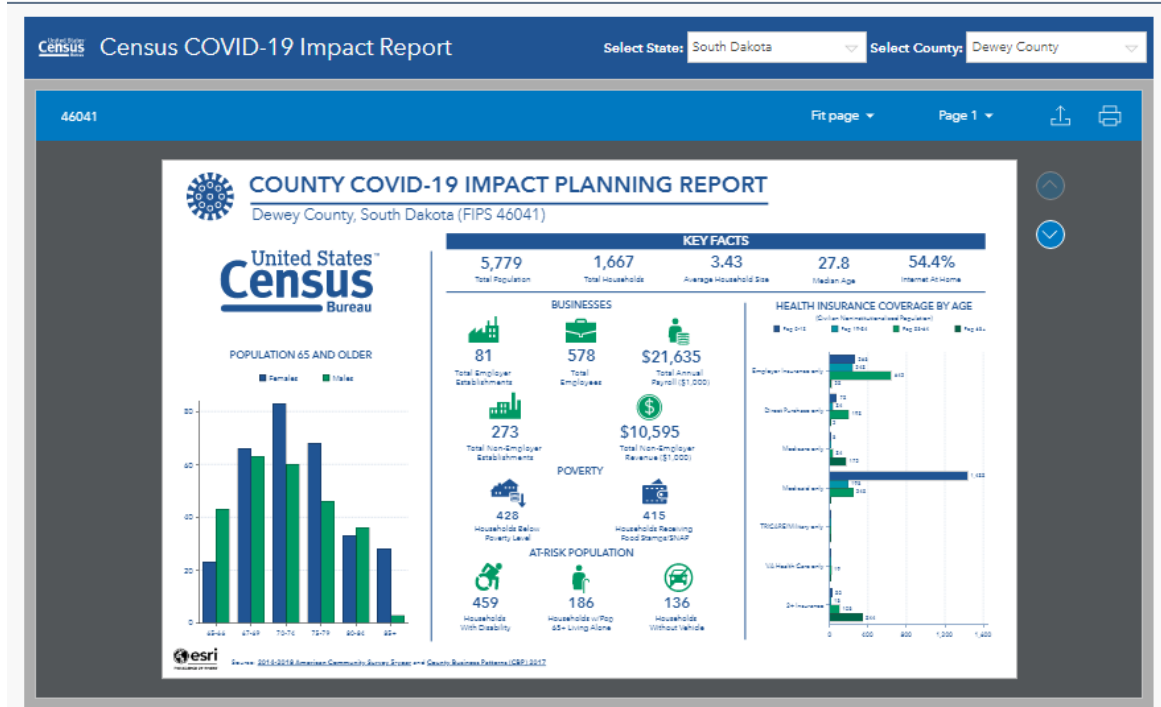 United States Census Bureau
Census COVID-19 Impact Report
Select State: South Dakota
Select County: Dewey County
46041
Fit page
Page 1
COUNTY COVID-19 IMPACT PLANNING REPORT
Dewey County, South Dakota (FIPS 46041)
United States™
Census
Bureau
POPULATION 65 AND OLDER
Females Males
80
60
40
20
0
65-66 67-69 70-74 75-79 80-84 85+
KEY FACTS
5,779 1,667 3.43 27.8 54.4%
Total Population Total Households Average Household Size Median Age Internet At Home
BUSINESSES
81 578 $21,635
Total Employer Total Total Annual
Establishments Employees Payroll ($1,000)
273 $10,595
Total Non-Employer Total Non-Employer
Establishments Revenue ($1,000)
POVERTY
428 415
Households Below Households Receiving
Poverty Level Food Stamps/SNAP
AT-RISK POPULATION
459 186 136
Households Households w/Pop Households
With Disability 65+ Living Alone Without Vehicle
HEALTH INSURANCE COVERAGE BY AGE
(Civilian Noninstitutionalized Population)
Employer Insurance only
Direct Purchase only
Medicare only
Medicaid only
TRICARE/Military only
VA Health Care only
2+ Insurance
0 400 800 1,200 1,600
esri
Source: 2014-2018 American Community Survey 5-year and County Business Patterns (CBP) 2017